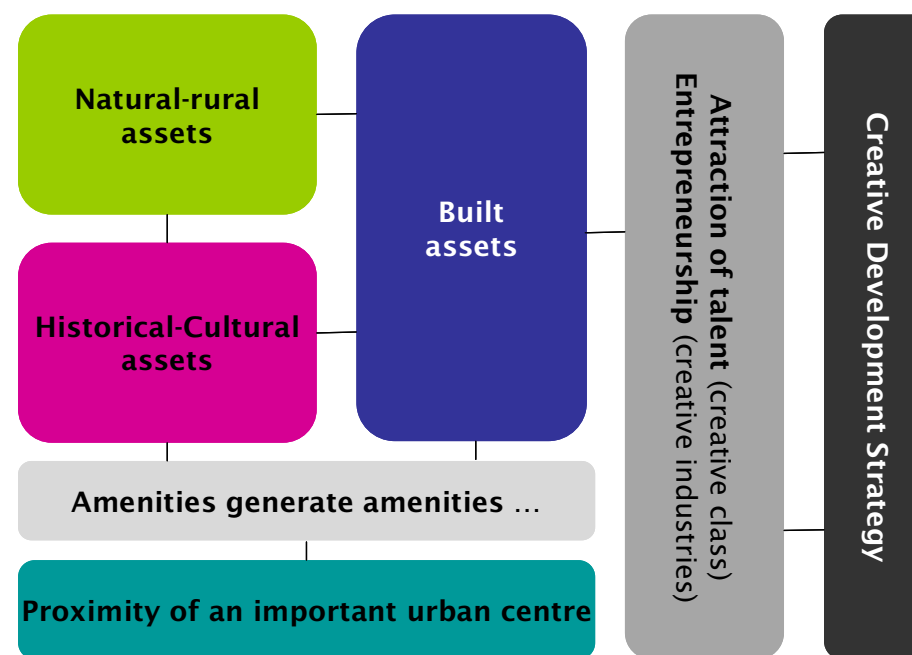 Natural-rural
assets
Built
assets
Historical-Cultural
assets
Amenities generate amenities …
Proximity of an important urban centre
Attraction of talent (creative class)
Entrepreneurship (creative industries)
Creative Development Strategy